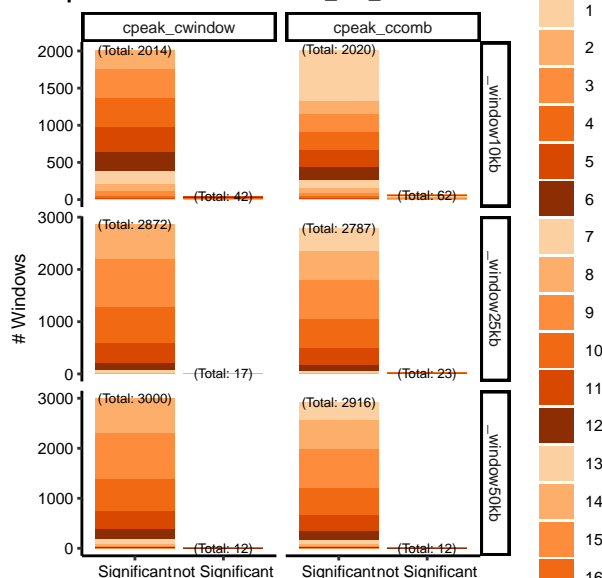 cpeak_cwindow
cpeak_ccomb
2000
1500
1000
500
0
(Total: 2014)
(Total: 42)
(Total: 2020)
(Total: 62)
_window10kb
3000
2000
1000
0
(Total: 2872)
(Total: 17)
(Total: 2787)
(Total: 23)
_window25kb
3000
2000
1000
0
(Total: 3000)
(Total: 12)
(Total: 2916)
(Total: 12)
_window50kb
# Windows
Significant
not Significant
Significant
not Significant
1
2
3
4
5
6
7
8
9
10
11
12
13
14
15
16